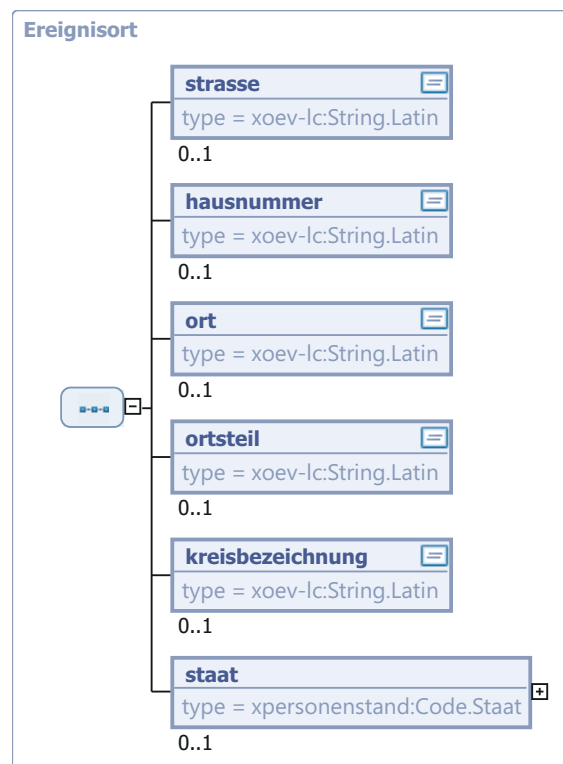 Ereignisort
strasse
type = xoev-lc:String.Latin
0..1
hausnummer
type = xoev-lc:String.Latin
0..1
ort
type = xoev-lc:String.Latin
0..1
ortsteil
type = xoev-lc:String.Latin
0..1
kreisbezeichnung
type = xoev-lc:String.Latin
0..1
staat
type = xpersonenstand:Code.Staat
0..1